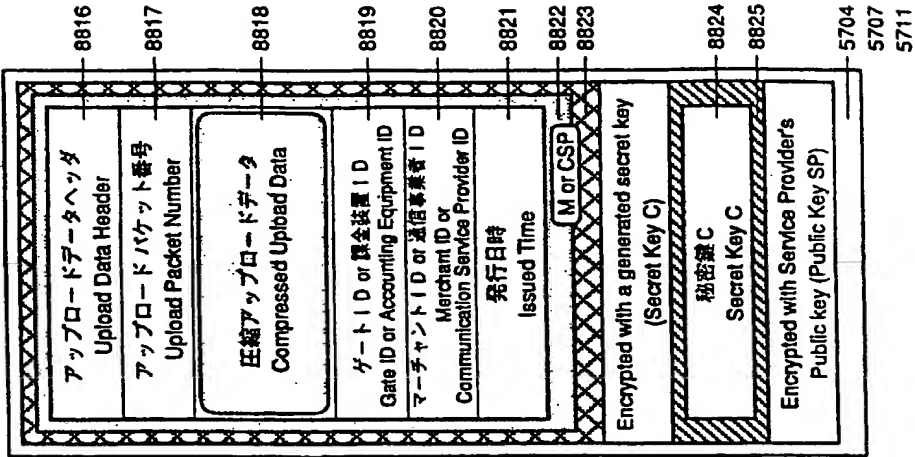 アップロードデータヘッダ
Upload Data Header
8816
アップロードパケット番号
Upload Packet Number
8817
圧縮アップロードデータ
Compressed Upload Data
8818
ゲートID or 課金装置ID
Gate ID or Accounting Equipment ID
8819
マーチャントID or 通信事業者ID
Merchant ID or
Communication Service Provider ID
8820
発行日時
Issued Time
8821
M or CSP
8822
8823
Encrypted with a generated secret key
(Secret Key C)
秘密鍵C
Secret Key C
8824
8825
Encrypted with Service Provider's
Public key (Public Key SP)
5704
5707
5711